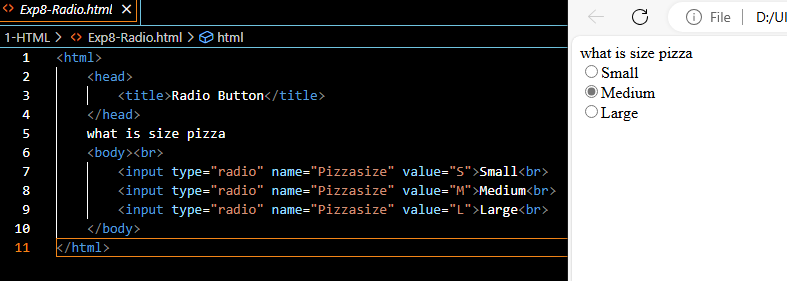 Exp8-Radio.html
1-HTML > Exp8-Radio.html > html
1 <html>
2 <head>
3 <title>Radio Button</title>
4 </head>
5 what is size pizza
6 <body><br>
7 <input type="radio" name="Pizzasize" value="S">Small<br>
8 <input type="radio" name="Pizzasize" value="M">Medium<br>
9 <input type="radio" name="Pizzasize" value="L">Large<br>
10 </body>
11 </html>
File | D:/UI
what is size pizza
Small
Medium
Large